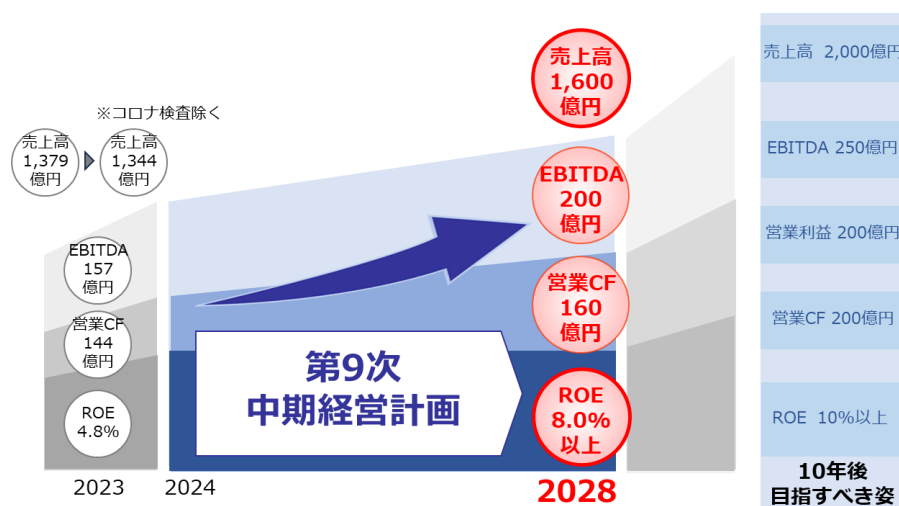 ※コロナ検査除く
売上高
1,379
億円
売上高
1,344
億円
EBITDA
157
億円
営業CF
144
億円
ROE
4.8%
2023
2024
第9次
中期経営計画
売上高
1,600
億円
EBITDA
200
億円
営業CF
160
億円
ROE
8.0%
以上
2028
売上高 2,000億円
EBITDA 250億円
営業利益 200億円
営業CF 200億円
ROE 10%以上
10年後
目指すべき姿